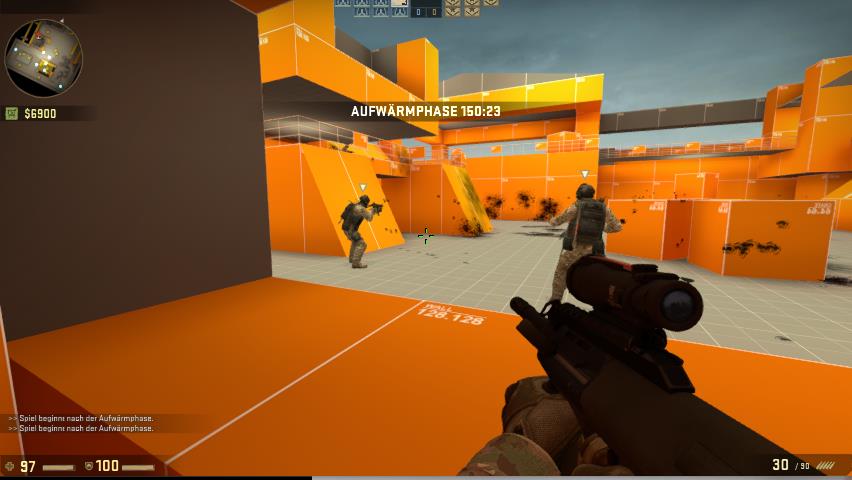 0 0
$6900
AUFWÄRMPHASE 150:23
WALL
128.128
>> Spiel beginnt nach der Aufwärmphase.
>> Spiel beginnt nach der Aufwärmphase.
97 100
30 / 90